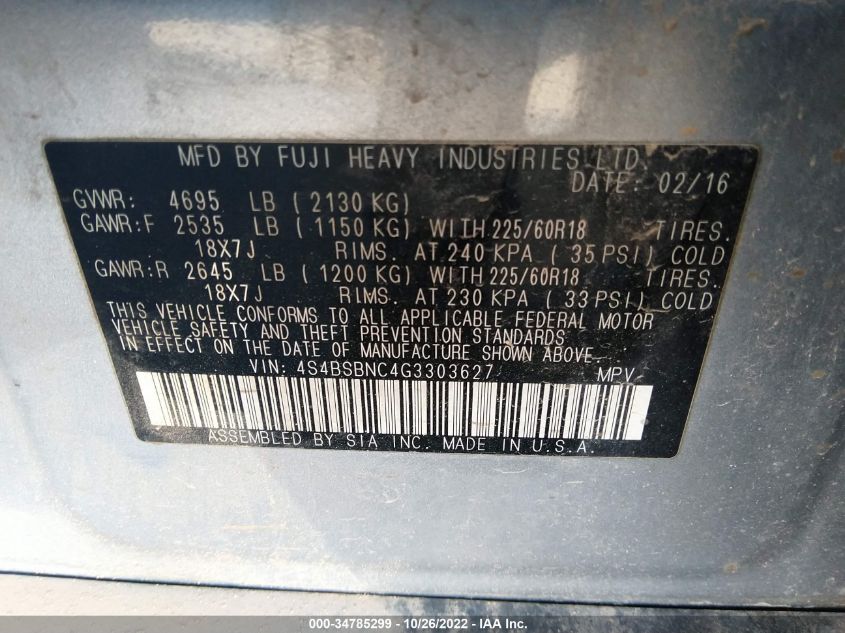 MFD BY FUJI HEAVY INDUSTRIES LTD.
DATE: 02/16
GVWR: 4695 LB ( 2130 KG)
GAWR:F 2535 LB ( 1150 KG) WITH 225/60R18 TIRES.
18X7J RIMS. AT 240 KPA ( 35 PSI) COLD
GAWR:R 2645 LB ( 1200 KG) WITH 225/60R18 TIRES.
18X7J RIMS. AT 230 KPA ( 33 PSI) COLD
THIS VEHICLE CONFORMS TO ALL APPLICABLE FEDERAL MOTOR
VEHICLE SAFETY AND THEFT PREVENTION STANDARDS
IN EFFECT ON THE DATE OF MANUFACTURE SHOWN ABOVE.
VIN: 4S4BSBNC4G3303627 MPV
ASSEMBLED BY SIA INC. MADE IN U.S.A.
000-34785299 - 10/26/2022 - IAA Inc.